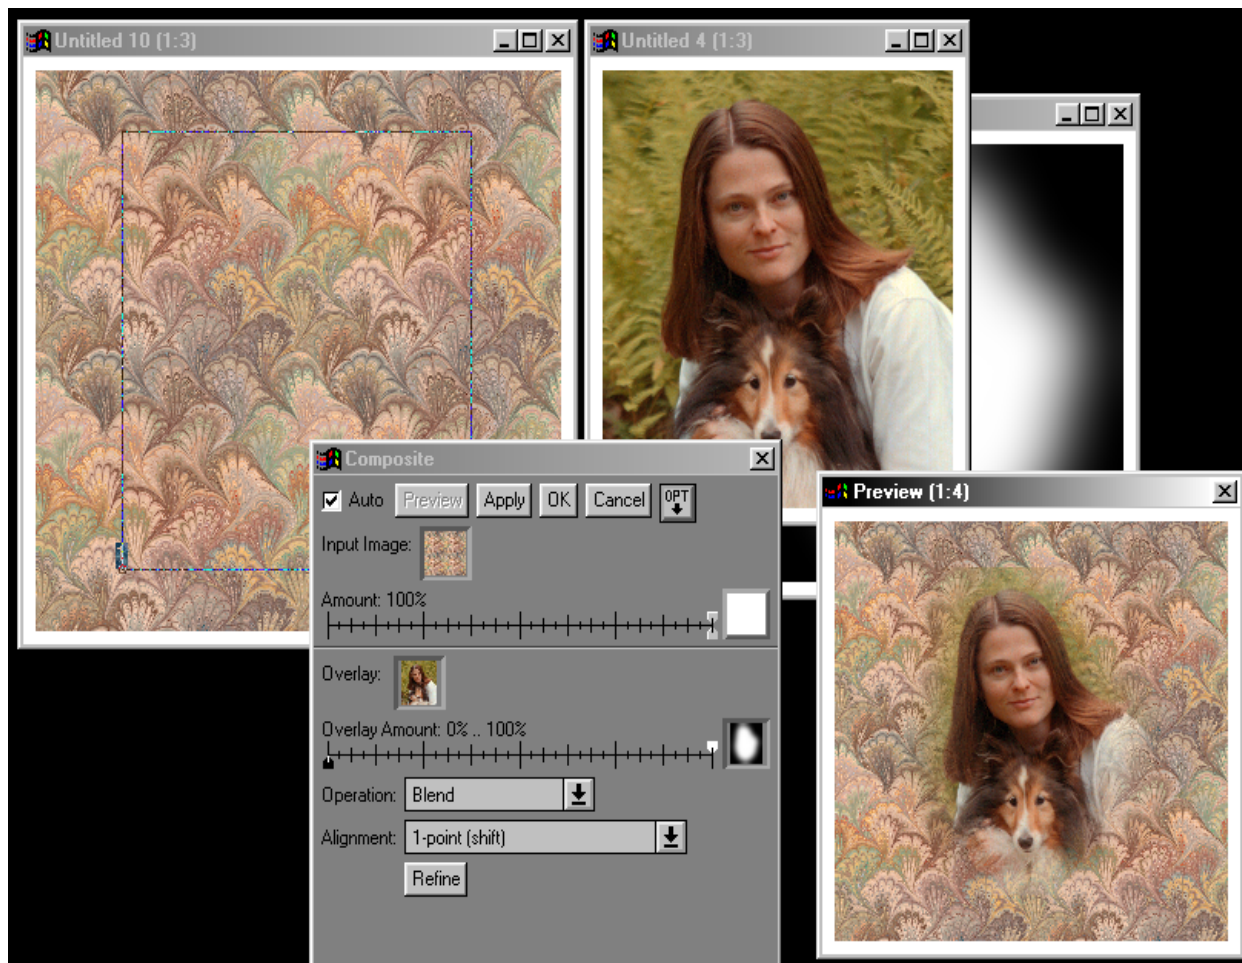 Untitled 10 (1:3)
Untitled 4 (1:3)
Composite
Auto
Preview
Apply
OK
Cancel
OPT
Input Image:
Amount: 100%
Overlay:
Overlay Amount: 0% .. 100%
Operation: Blend
Alignment: 1-point (shift)
Refine
Preview (1:4)